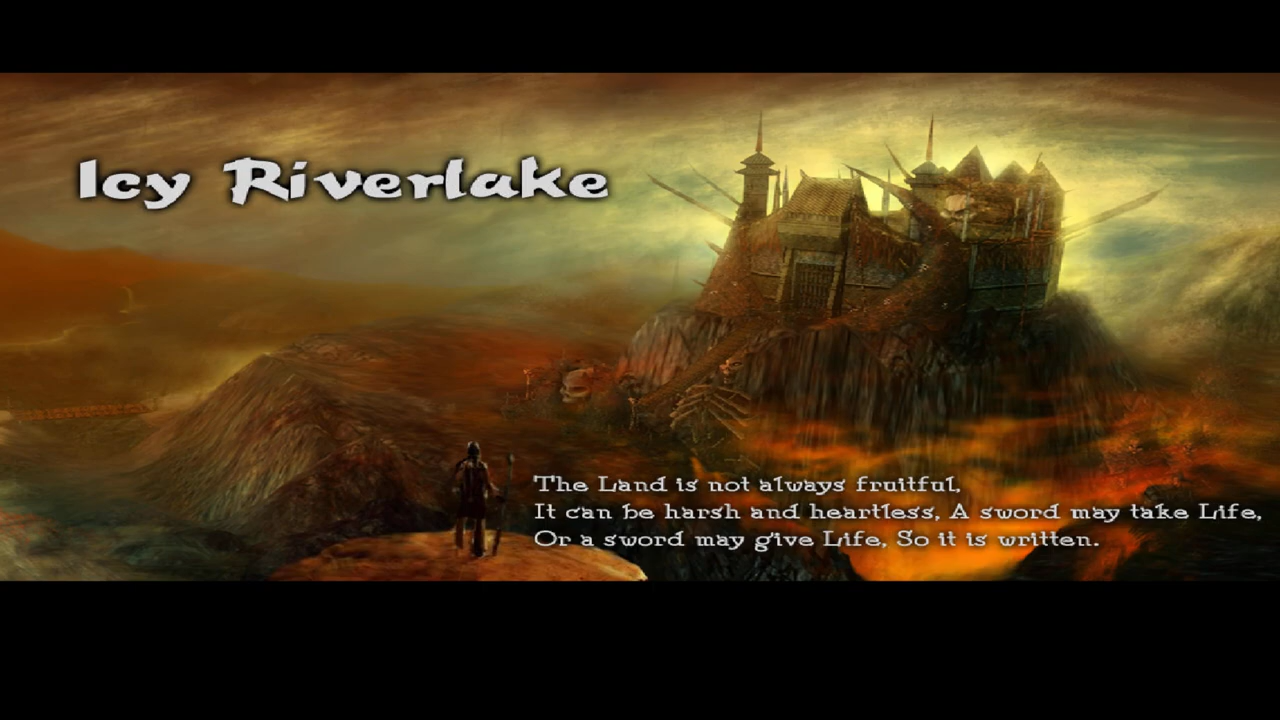 Icy Riverlake
The Land is not always fruitful,
It can be harsh and heartless, A sword may take Life,
Or a sword may give Life, So it is written.